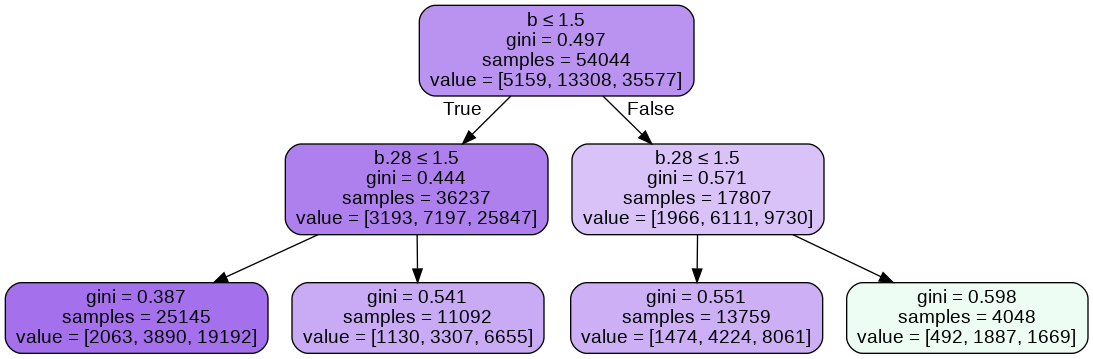 b ≤ 1.5
gini = 0.497
samples = 54044
value = [5159, 13308, 35577]
True
False
b.28 ≤ 1.5
gini = 0.444
samples = 36237
value = [3193, 7197, 25847]
b.28 ≤ 1.5
gini = 0.571
samples = 17807
value = [1966, 6111, 9730]
gini = 0.387
samples = 25145
value = [2063, 3890, 19192]
gini = 0.541
samples = 11092
value = [1130, 3307, 6655]
gini = 0.551
samples = 13759
value = [1474, 4224, 8061]
gini = 0.598
samples = 4048
value = [492, 1887, 1669]